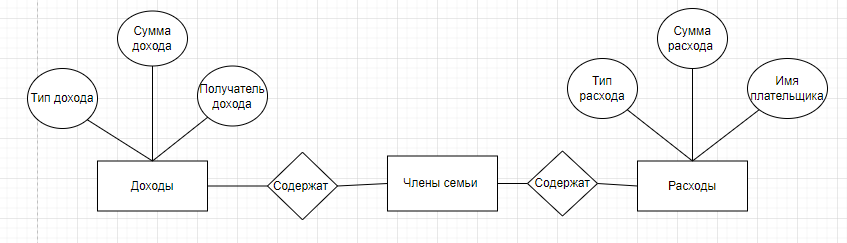 Тип дохода
Сумма
дохода
Получатель
дохода
Тип
расхода
Сумма
расхода
Имя
плательщика
Доходы
Содержат
Члены семьи
Содержат
Расходы